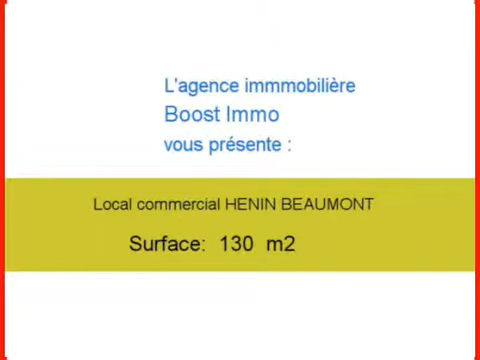 L'agence immmobilière
Boost Immo
vous présente :
Local commercial HENIN BEAUMONT
Surface: 130 m2